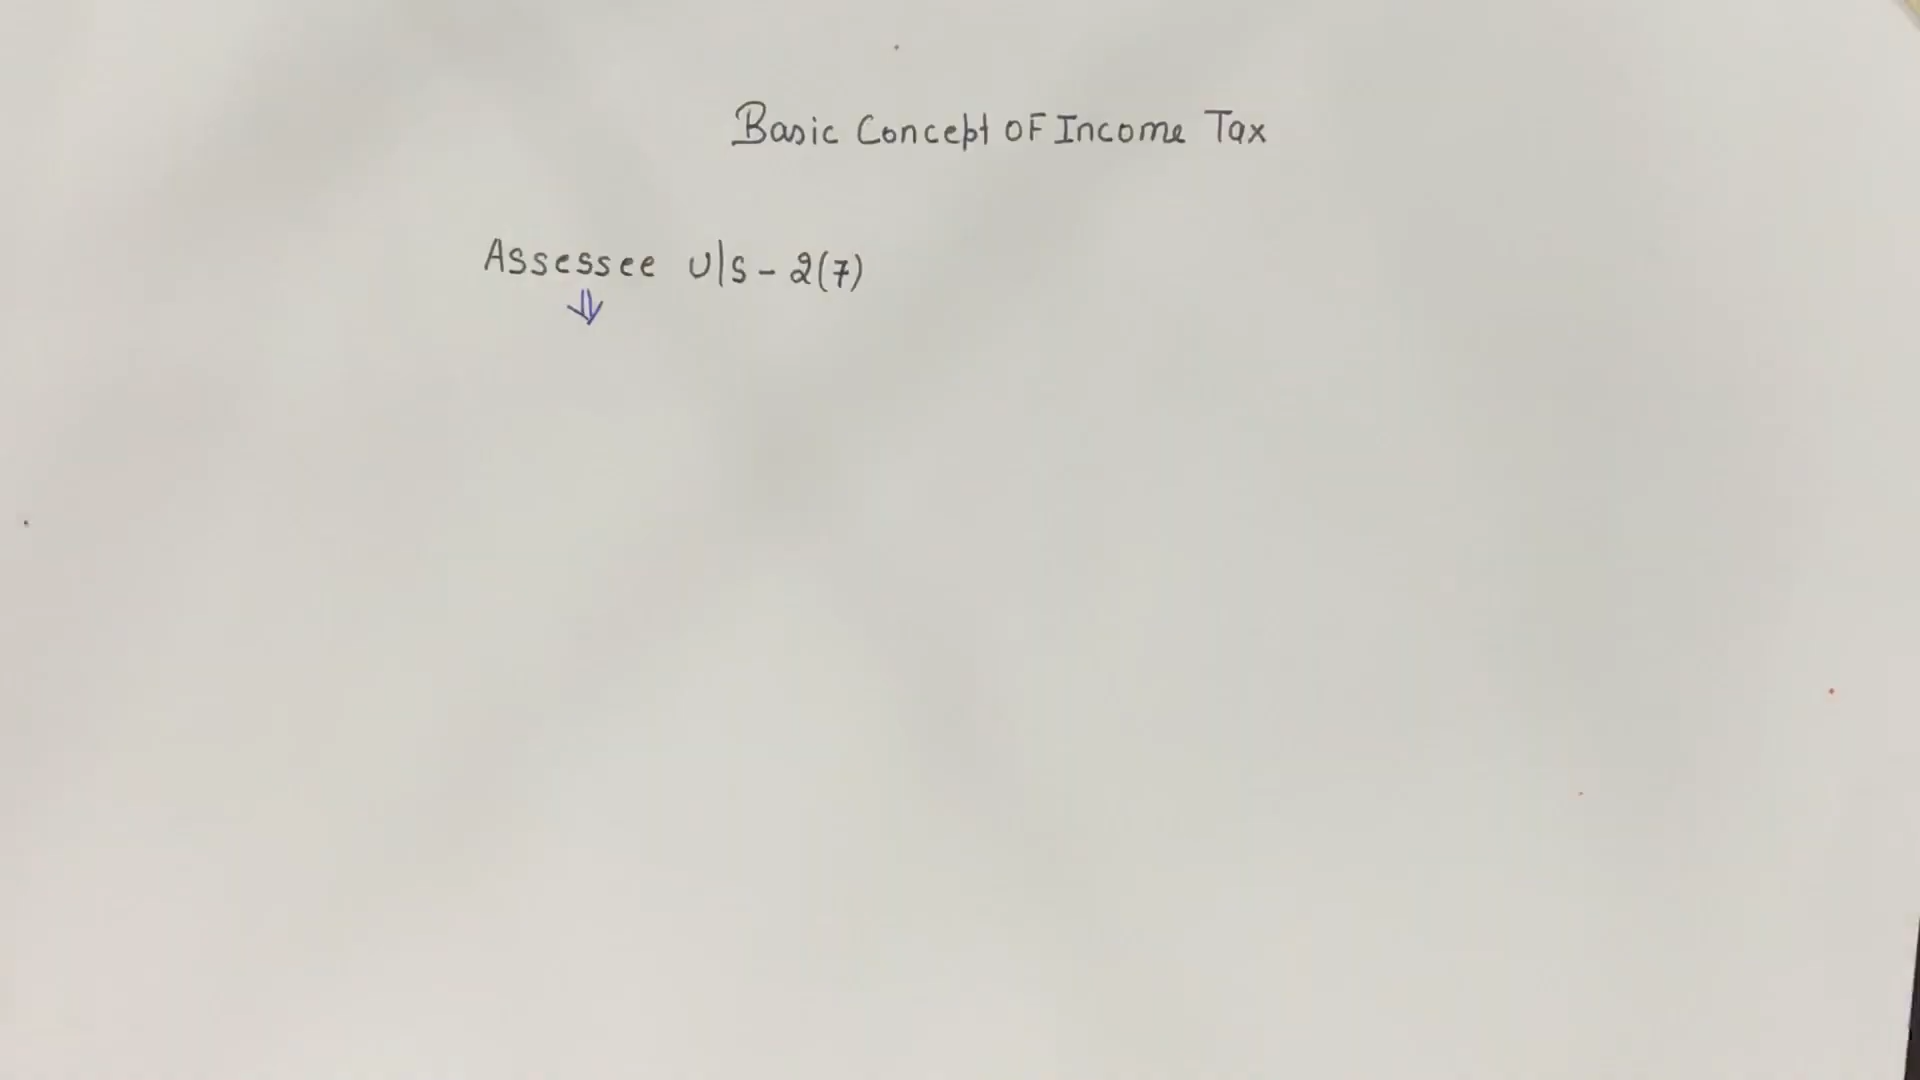 Basic Concept OF Income Tax
Assessee U/s - 2(7)
⇓